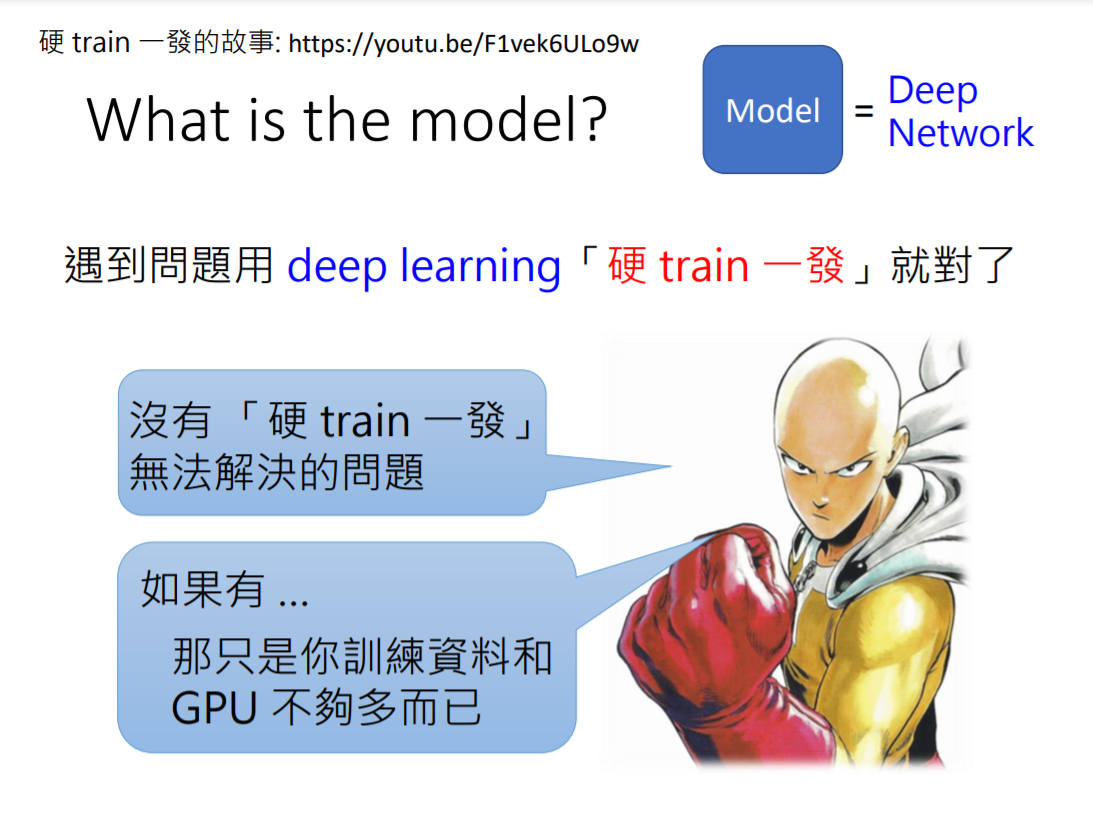 硬 train 一發的故事: https://youtu.be/F1vek6ULo9w
What is the model?
Model
=
Deep
Network
遇到問題用 deep learning「硬 train 一發」就對了
沒有「硬 train 一發」
無法解決的問題
如果有 …
那只是你訓練資料和
GPU 不夠多而已